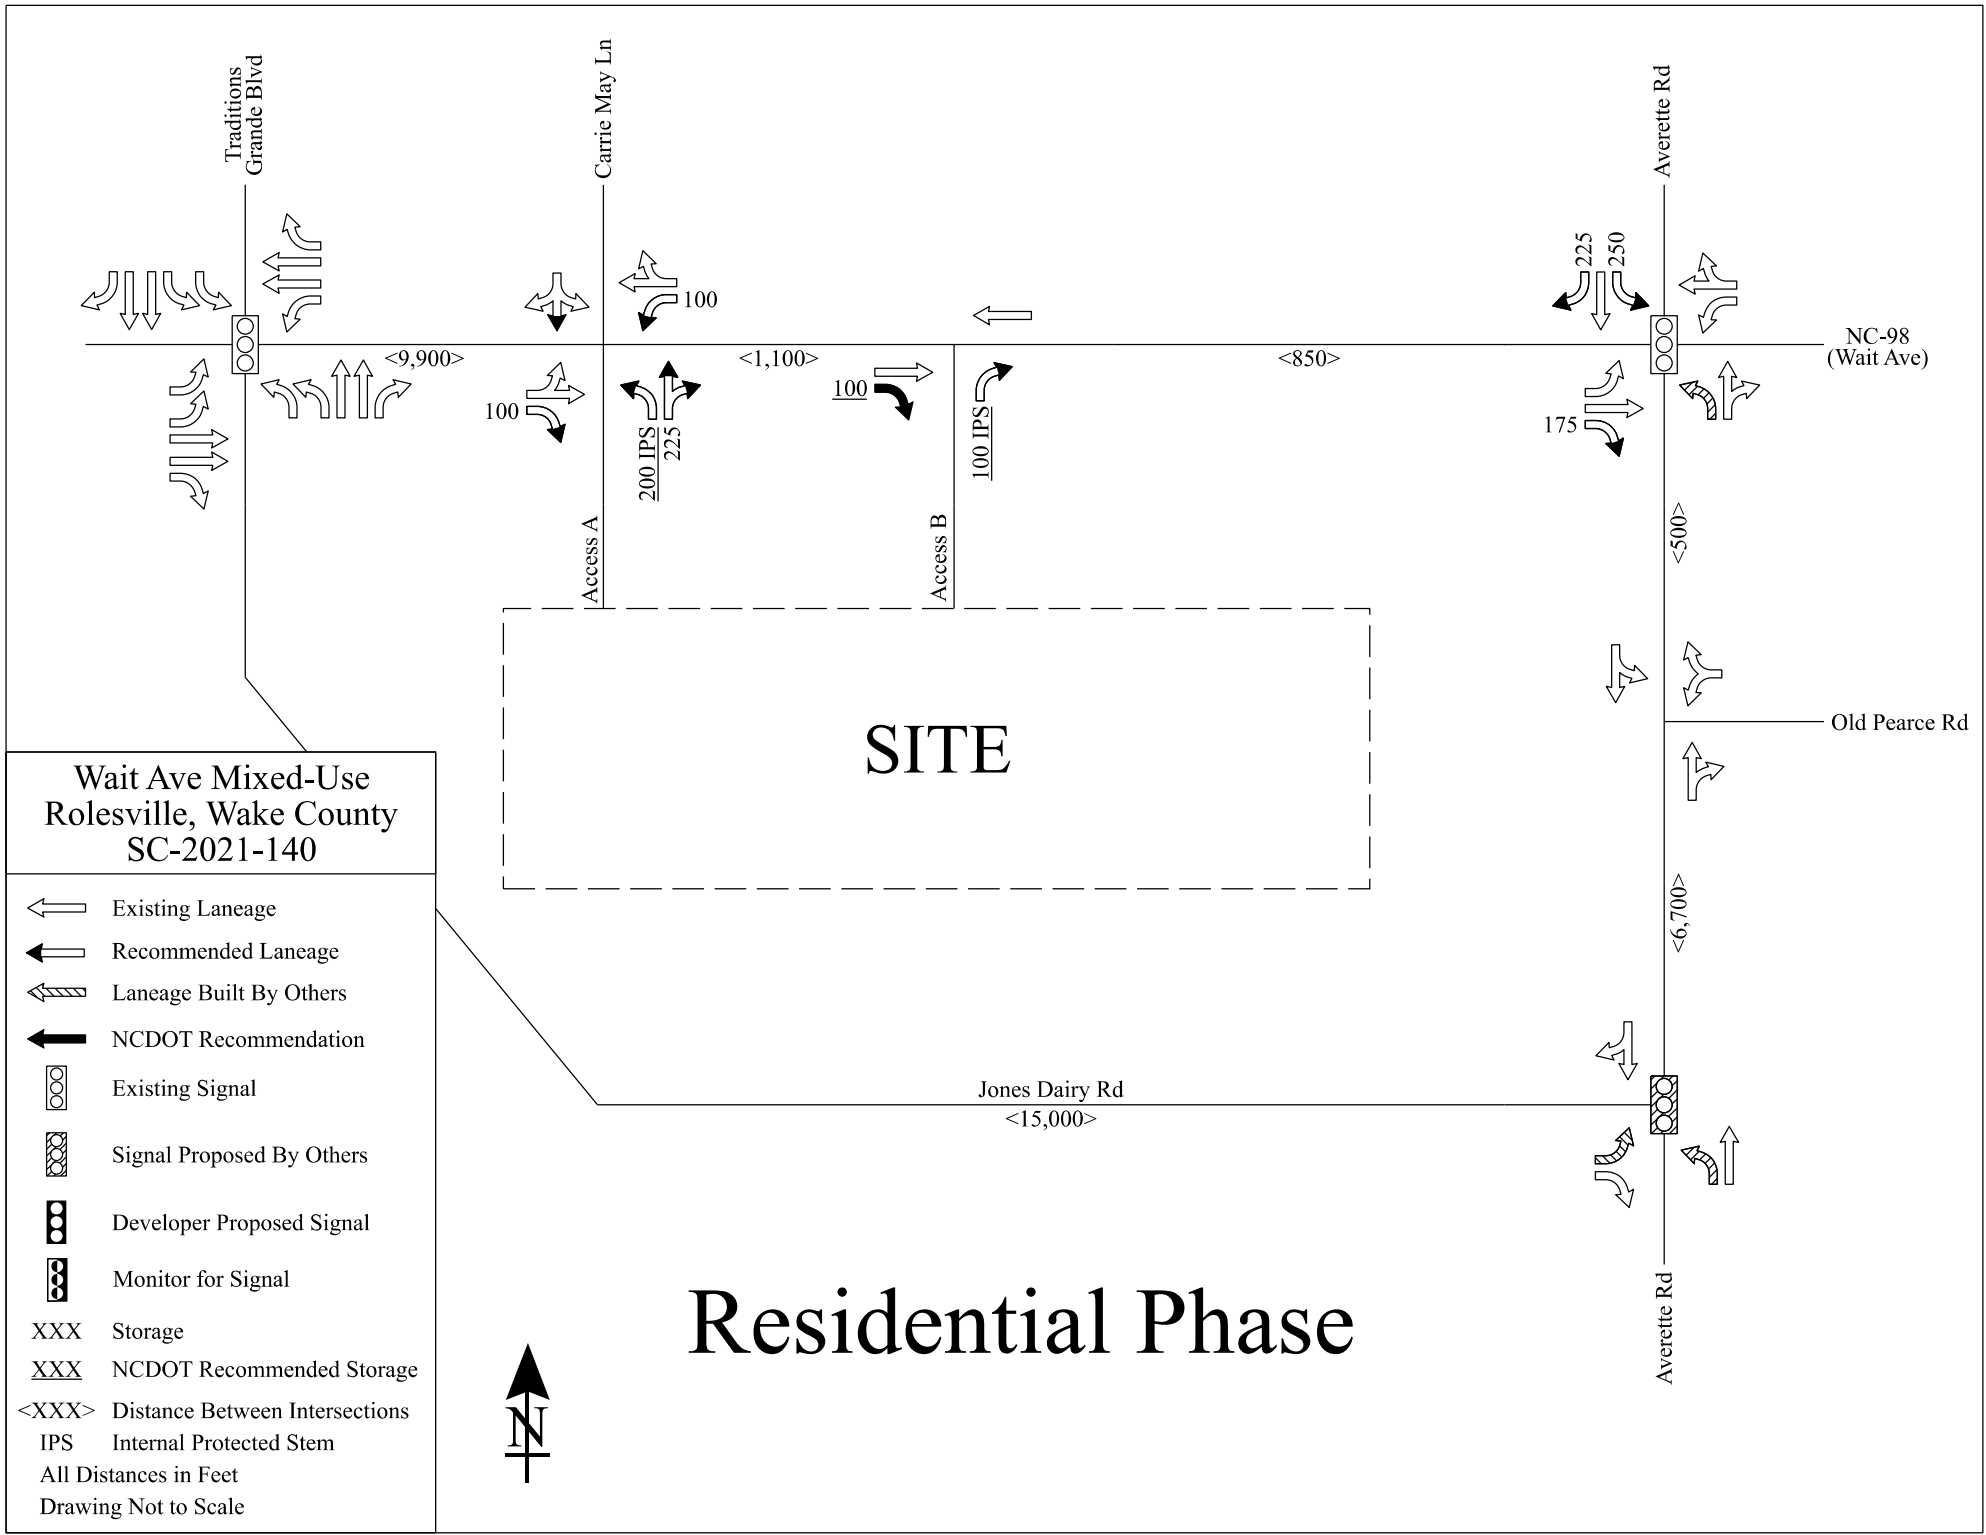 Traditions
Grande Blvd
Carrie May Ln
Averette Rd
225
250
100
NC-98
(Wait Ave)
<9,900>
<1,100>
<850>
100
100
175
200 IPS
225
100 IPS
Access A
Access B
<500>
SITE
Old Pearce Rd
Wait Ave Mixed-Use
Rolesville, Wake County
SC-2021-140
Existing Laneage
Recommended Laneage
Laneage Built By Others
NCDOT Recommendation
Existing Signal
Signal Proposed By Others
Developer Proposed Signal
Monitor for Signal
XXX Storage
XXX NCDOT Recommended Storage
<XXX> Distance Between Intersections
IPS Internal Protected Stem
All Distances in Feet
Drawing Not to Scale
<6,700>
Jones Dairy Rd
<15,000>
Residential Phase
Averette Rd
N